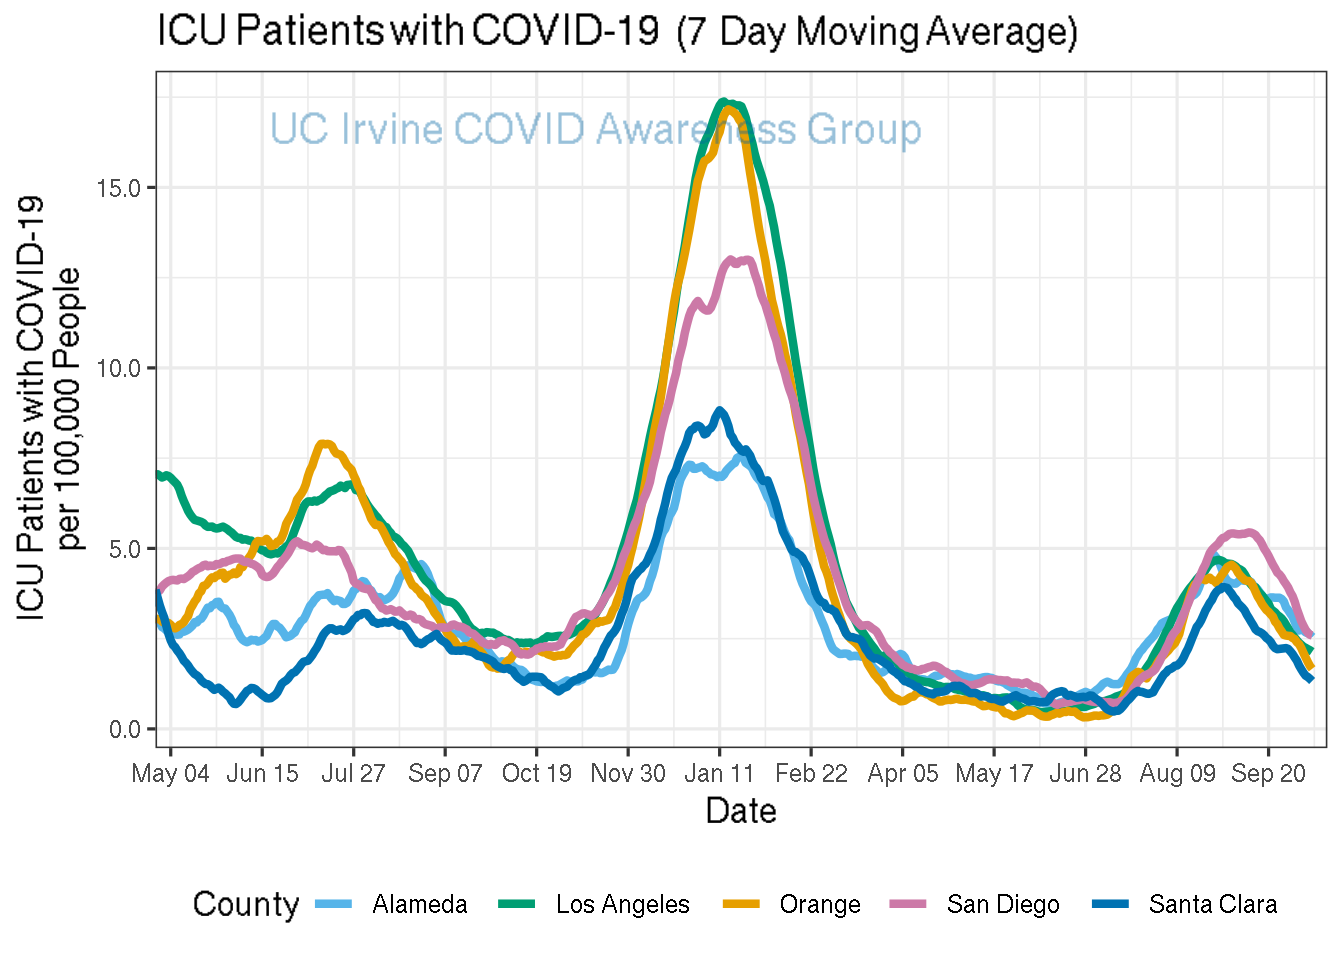 ICU Patients with COVID-19 (7 Day Moving Average)
UC Irvine COVID Awareness Group
ICU Patients with COVID-19
per 100,000 People
15.0
10.0
5.0
0.0
May 04 Jun 15 Jul 27 Sep 07 Oct 19 Nov 30 Jan 11 Feb 22 Apr 05 May 17 Jun 28 Aug 09 Sep 20
Date
County Alameda Los Angeles Orange San Diego Santa Clara